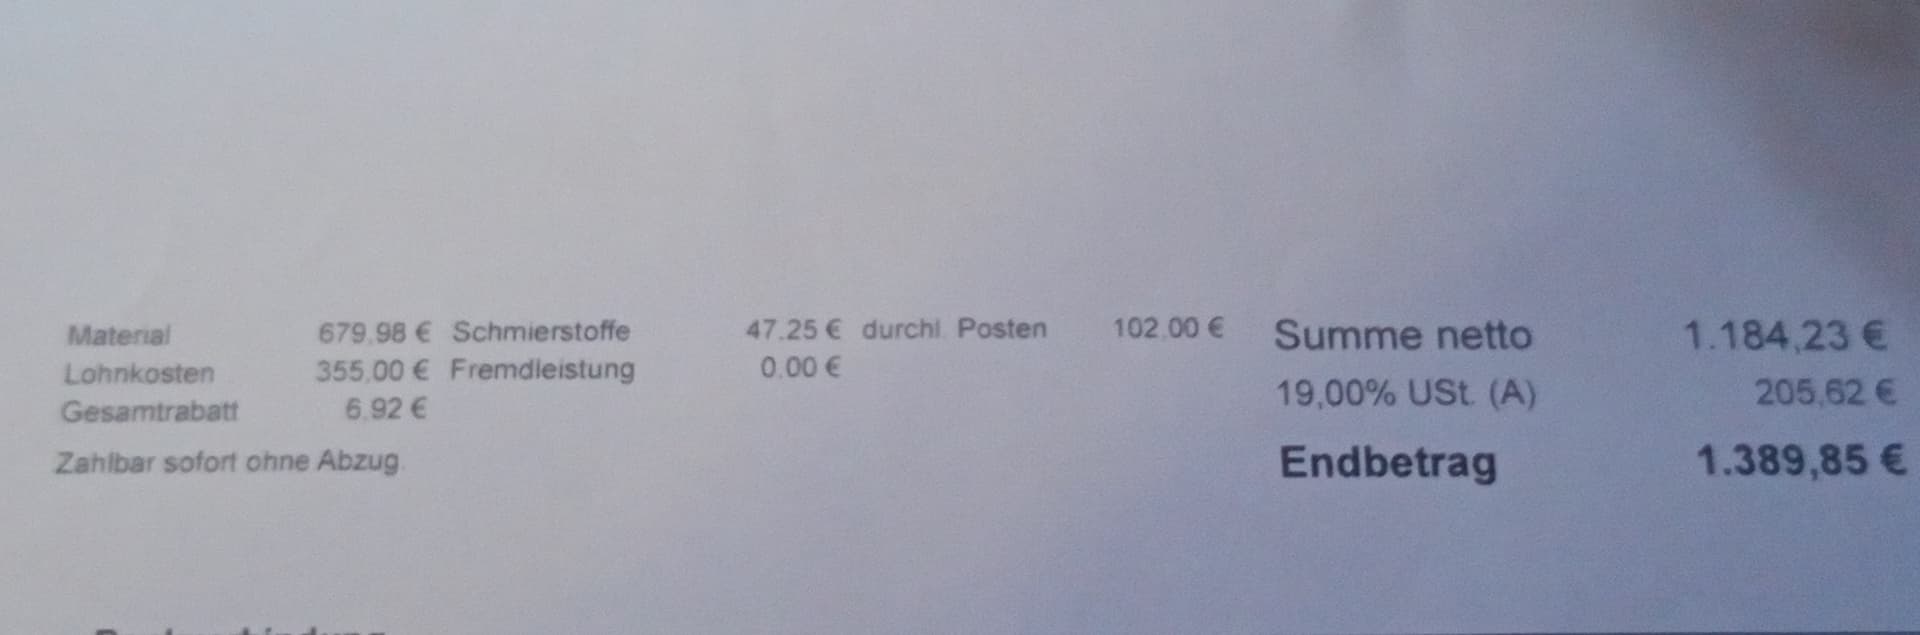 Material 679,98 € Schmierstoffe 47,25 € durchl. Posten 102,00 € Summe netto 1.184,23 €
Lohnkosten 355,00 € Fremdleistung 0,00 € 19,00% USt. (A) 205,62 €
Gesamtrabatt 6,92 €
Zahlbar sofort ohne Abzug. Endbetrag 1.389,85 €